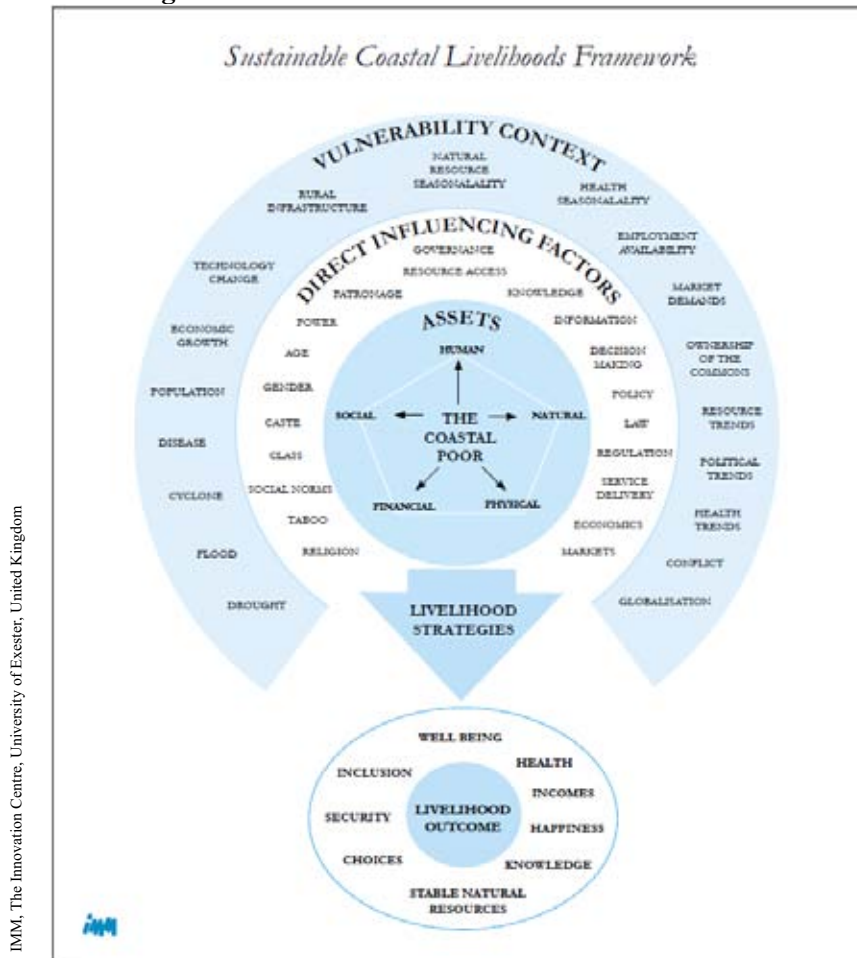 Sustainable Coastal Livelihoods Framework
VULNERABILITY CONTEXT
NATURAL
RESOURCE
SEASONALALITY
RURAL
INFRASTRUCTURE
HEALTH
SEASONALALITY
TECHNOLOGY
CHANGE
EMPLOYMENT
AVAILABILITY
ECONOMIC
GROWTH
MARKET
DEMANDS
POPULATION
OWNERSHIP
OF THE
COMMONS
DISEASE
RESOURCE
TRENDS
CYCLONE
POLITICAL
TRENDS
FLOOD
HEALTH
TRENDS
DROUGHT
CONFLICT
GLOBALISATION
DIRECT INFLUENCING FACTORS
GOVERNANCE
RESOURCE ACCESS
PATRONAGE
KNOWLEDGE
POWER
INFORMATION
AGE
DECISION
MAKING
GENDER
POLICY
CASTE
LAW
CLASS
REGULATION
SOCIAL NORMS
SERVICE
DELIVERY
TABOO
ECONOMICS
RELIGION
MARKETS
ASSETS
HUMAN
SOCIAL
THE
COASTAL
POOR
NATURAL
FINANCIAL
PHYSICAL
LIVELIHOOD
STRATEGIES
WELL BEING
INCLUSION
HEALTH
INCOMES
SECURITY
LIVELIHOOD
OUTCOME
HAPPINESS
CHOICES
KNOWLEDGE
STABLE NATURAL
RESOURCES
imm
IMM, The Innovation Centre, University of Exester, United Kingdom